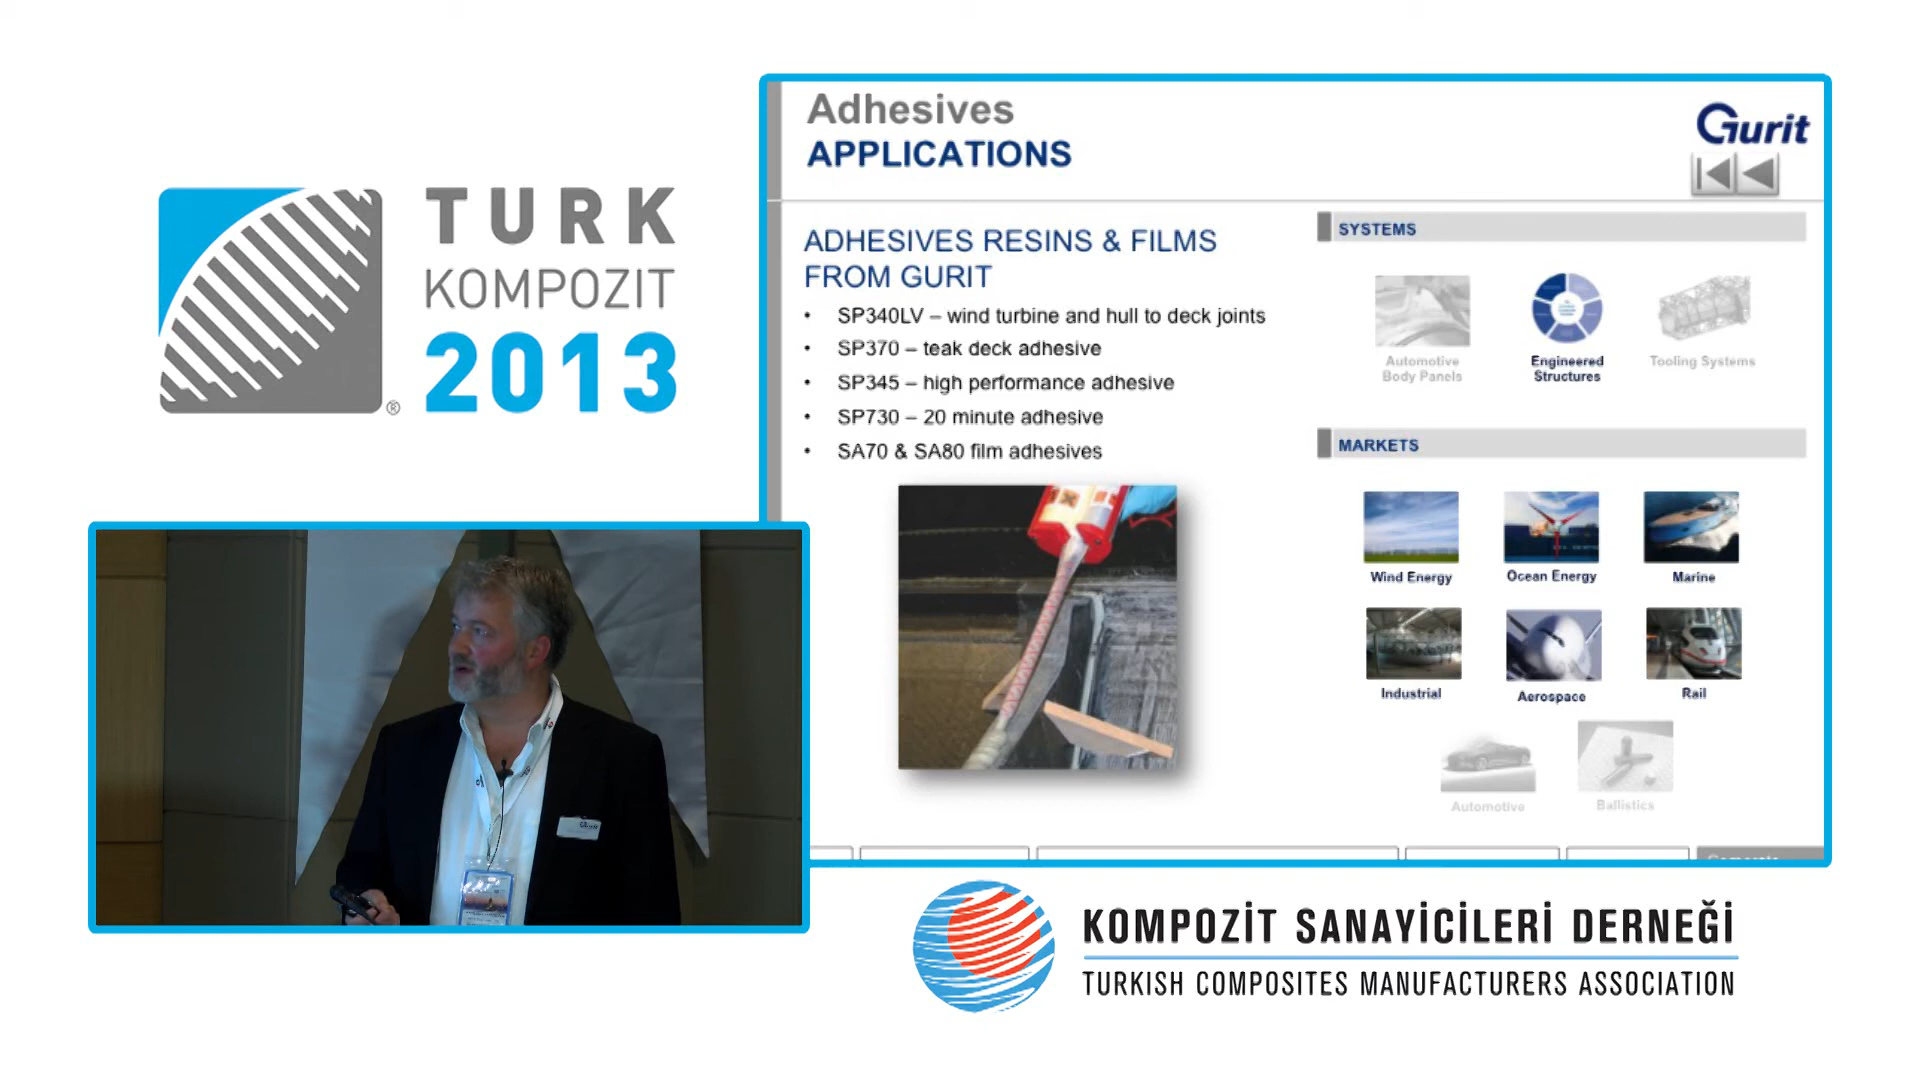 TURK
KOMPOZIT
2013
®
Adhesives
APPLICATIONS
Gurit
ADHESIVES RESINS & FILMS
FROM GURIT
• SP340LV – wind turbine and hull to deck joints
• SP370 – teak deck adhesive
• SP345 – high performance adhesive
• SP730 – 20 minute adhesive
• SA70 & SA80 film adhesives
SYSTEMS
Automotive
Body Panels
Engineered
Structures
Tooling Systems
MARKETS
Wind Energy
Ocean Energy
Marine
Industrial
Aerospace
Rail
Automotive
Ballistics
Gurit
KOMPOZİT SANAYİCİLERİ DERNEĞİ
TURKISH COMPOSITES MANUFACTURERS ASSOCIATION